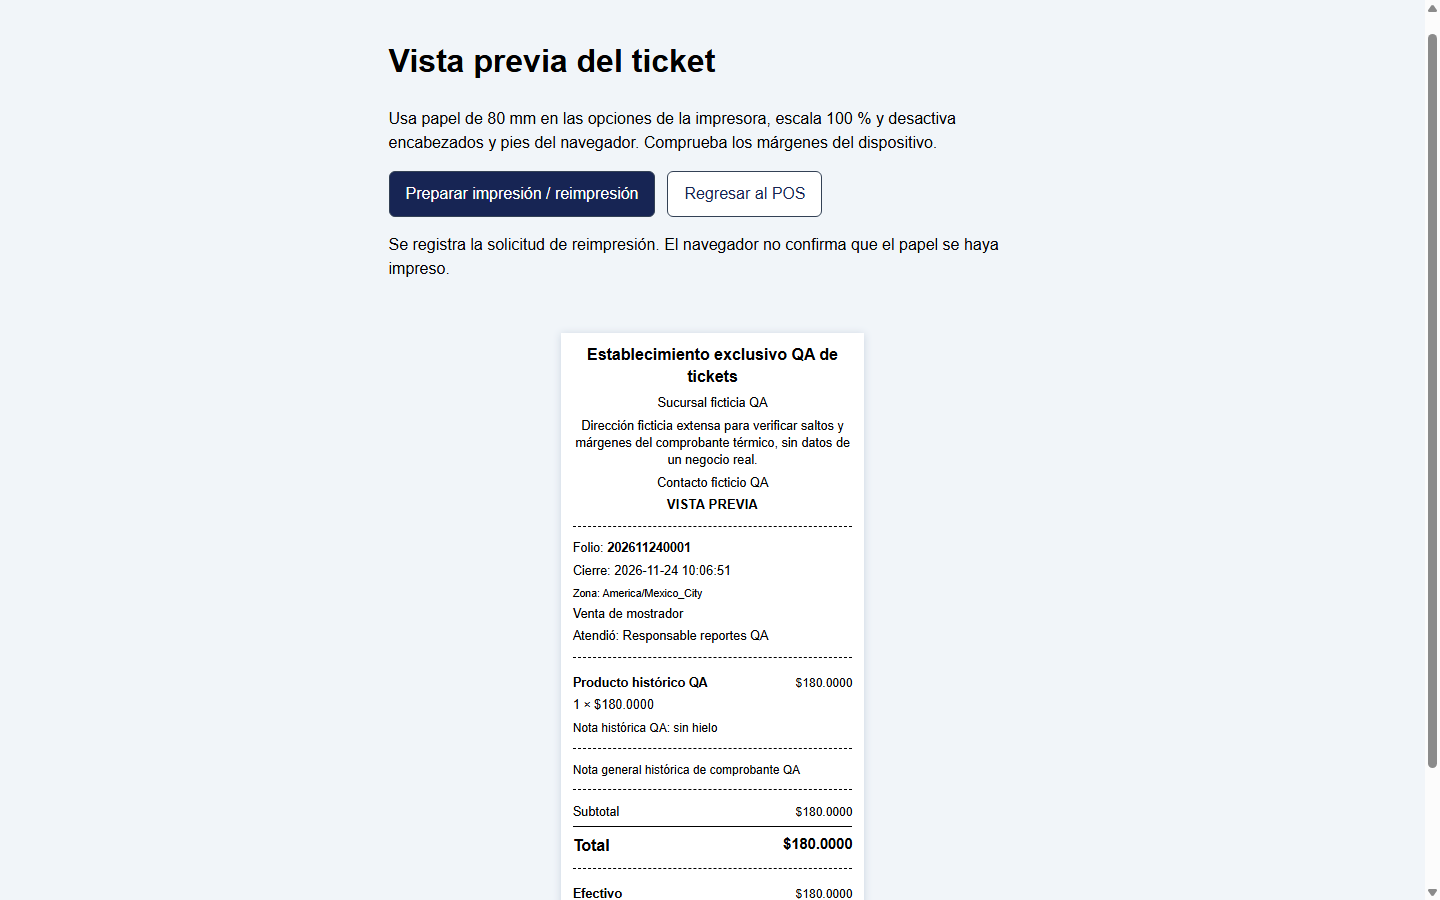 Vista previa del ticket
Usa papel de 80 mm en las opciones de la impresora, escala 100 % y desactiva
encabezados y pies del navegador. Comprueba los márgenes del dispositivo.
Preparar impresión / reimpresión
Regresar al POS
Se registra la solicitud de reimpresión. El navegador no confirma que el papel se haya
impreso.
Establecimiento exclusivo QA de
tickets
Sucursal ficticia QA
Dirección ficticia extensa para verificar saltos y
márgenes del comprobante térmico, sin datos de
un negocio real.
Contacto ficticio QA
VISTA PREVIA
Folio: 202611240001
Cierre: 2026-11-24 10:06:51
Zona: America/Mexico_City
Venta de mostrador
Atendió: Responsable reportes QA
Producto histórico QA $180.0000
1 × $180.0000
Nota histórica QA: sin hielo
Nota general histórica de comprobante QA
Subtotal $180.0000
Total $180.0000
Efectivo $180.0000